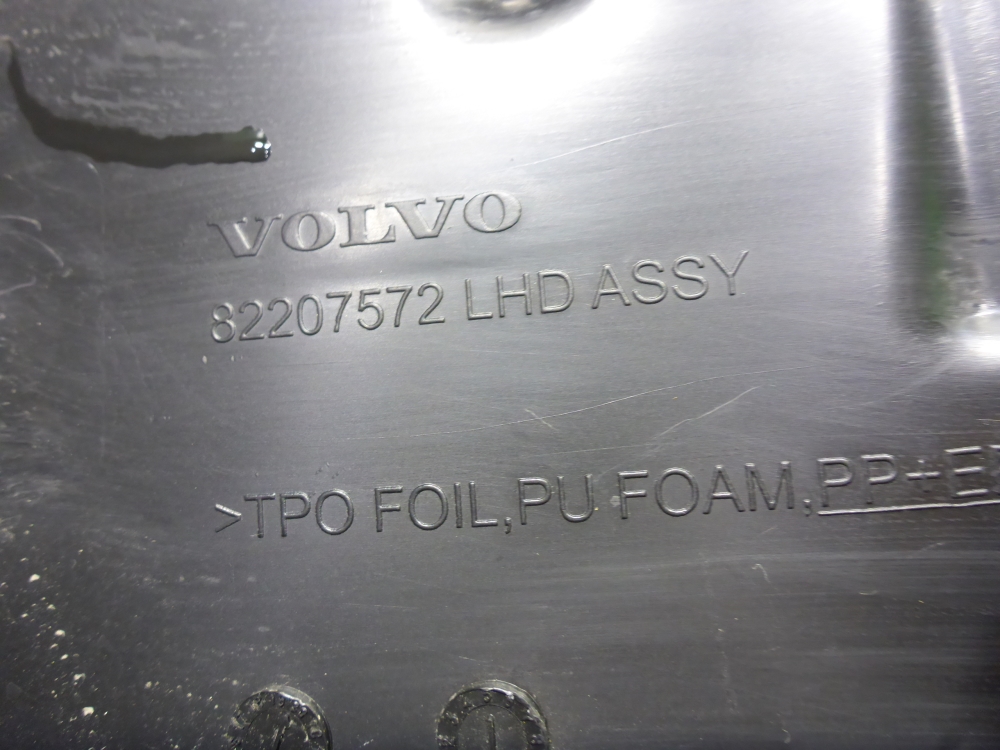 VOLVO
82207572 LHD ASSY
>TPO FOIL,PU FOAM,PP+E